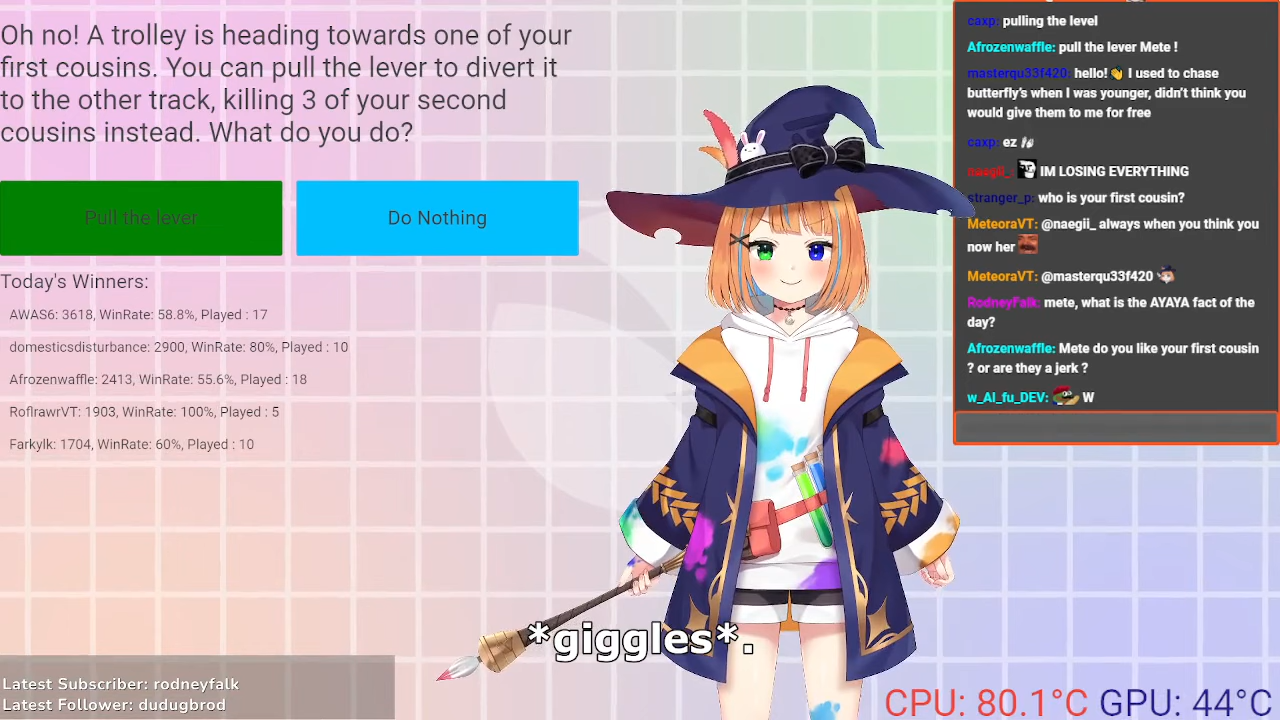 Oh no! A trolley is heading towards one of your
first cousins. You can pull the lever to divert it
to the other track, killing 3 of your second
cousins instead. What do you do?
Pull the lever
Do Nothing
Today's Winners:
AWAS6: 3618, WinRate: 58.8%, Played : 17
domesticsdisturbance: 2900, WinRate: 80%, Played : 10
Afrozenwaffle: 2413, WinRate: 55.6%, Played : 18
RoflrawrVT: 1903, WinRate: 100%, Played : 5
Farkylk: 1704, WinRate: 60%, Played : 10
*giggles*.
Latest Subscriber: rodneyfalk
Latest Follower: dudugbrod
caxp: pulling the level
Afrozenwaffle: pull the lever Mete !
masterqu33f420: hello! I used to chase
butterfly's when I was younger, didn't think you
would give them to me for free
caxp: ez
naegii_: IM LOSING EVERYTHING
stranger_p: who is your first cousin?
MeteoraVT: @naegii_ always when you think you
now her
MeteoraVT: @masterqu33f420
RodneyFalk: mete, what is the AYAYA fact of the
day?
Afrozenwaffle: Mete do you like your first cousin
? or are they a jerk ?
w_AI_fu_DEV: W
CPU: 80.1°C GPU: 44°C